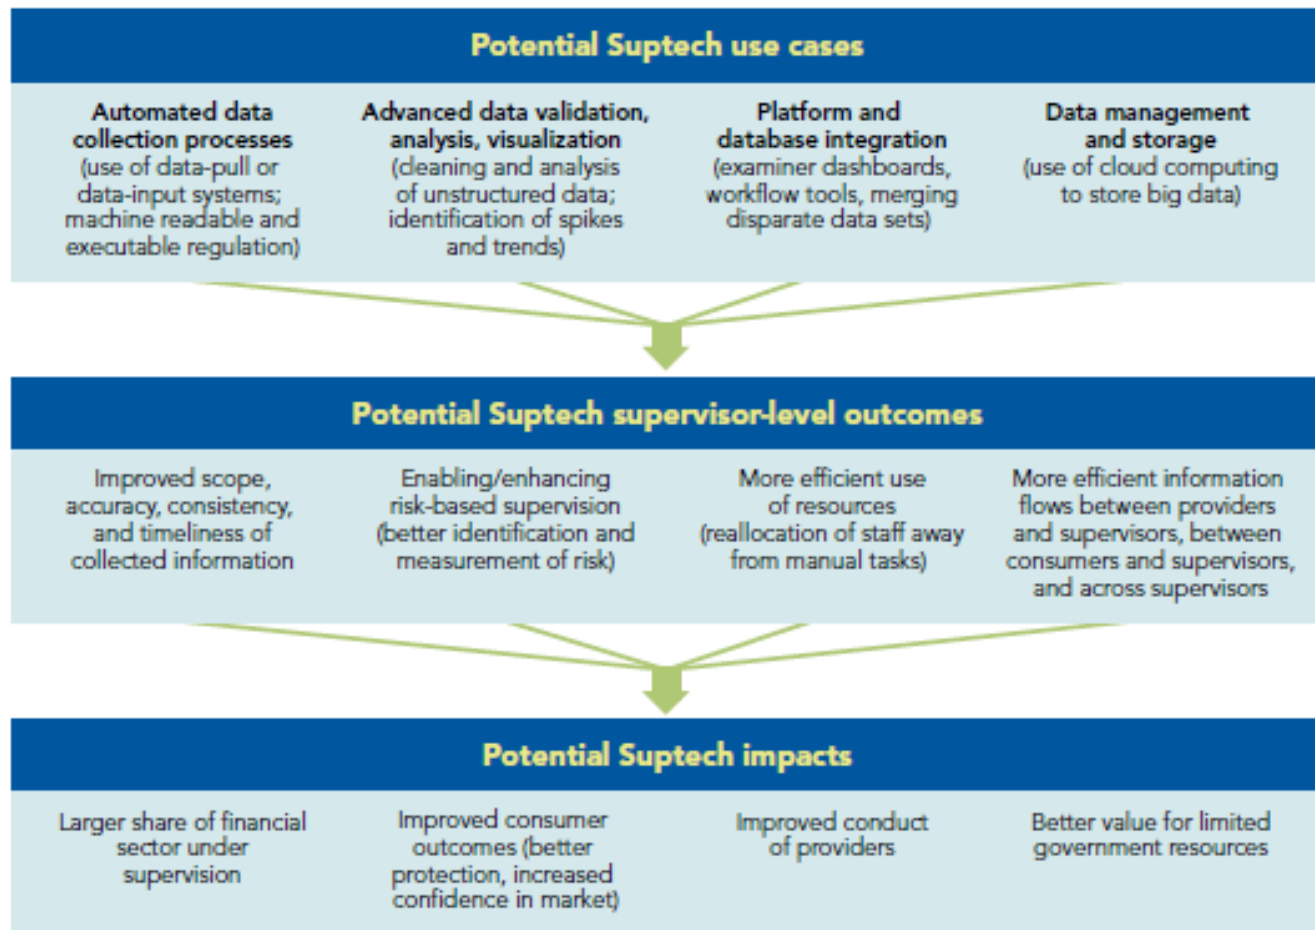 Potential Suptech use cases
Automated data
collection processes
(use of data-pull or
data-input systems;
machine readable and
executable regulation)
Advanced data validation,
analysis, visualization
(cleaning and analysis
of unstructured data;
identification of spikes
and trends)
Platform and
database integration
(examiner dashboards,
workflow tools, merging
disparate data sets)
Data management
and storage
(use of cloud computing
to store big data)
Potential Suptech supervisor-level outcomes
Improved scope,
accuracy, consistency,
and timeliness of
collected information
Enabling/enhancing
risk-based supervision
(better identification and
measurement of risk)
More efficient use
of resources
(reallocation of staff away
from manual tasks)
More efficient information
flows between providers
and supervisors, between
consumers and supervisors,
and across supervisors
Potential Suptech impacts
Larger share of financial
sector under
supervision
Improved consumer
outcomes (better
protection, increased
confidence in market)
Improved conduct
of providers
Better value for limited
government resources